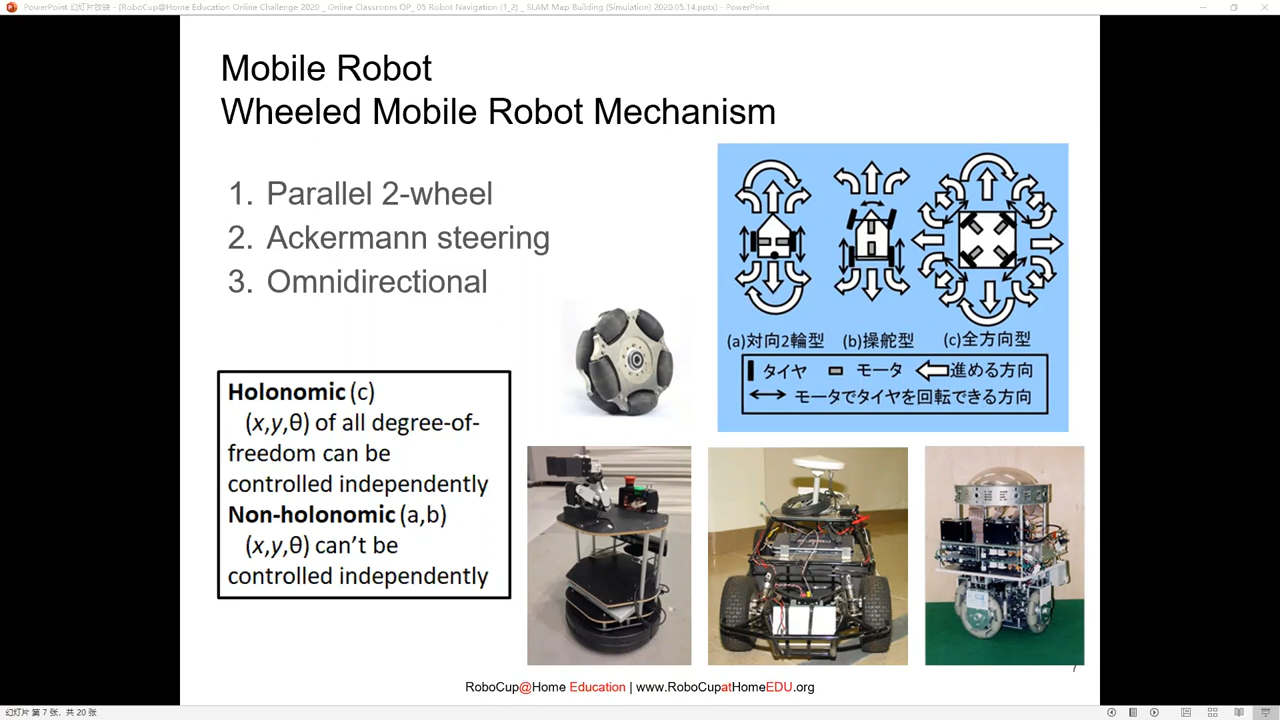 PowerPoint 幻灯片放映 - [RoboCup@Home Education Online Challenge 2020 _ Online Classroom OP_ 05 Robot Navigation (1_2) _ SLAM Map Building (Simulation) 2020.05.14.pptx] - PowerPoint
Mobile Robot
Wheeled Mobile Robot Mechanism
1. Parallel 2-wheel
2. Ackermann steering
3. Omnidirectional
(a)対向2輪型 (b)操舵型 (c)全方向型
タイヤ モータ 進める方向
モータでタイヤを回転できる方向
Holonomic (c)
(x,y,θ) of all degree-of-
freedom can be
controlled independently
Non-holonomic (a,b)
(x,y,θ) can't be
controlled independently
7
RoboCup@Home Education | www.RoboCupatHomeEDU.org
幻灯片 第 7 张，共 20 张